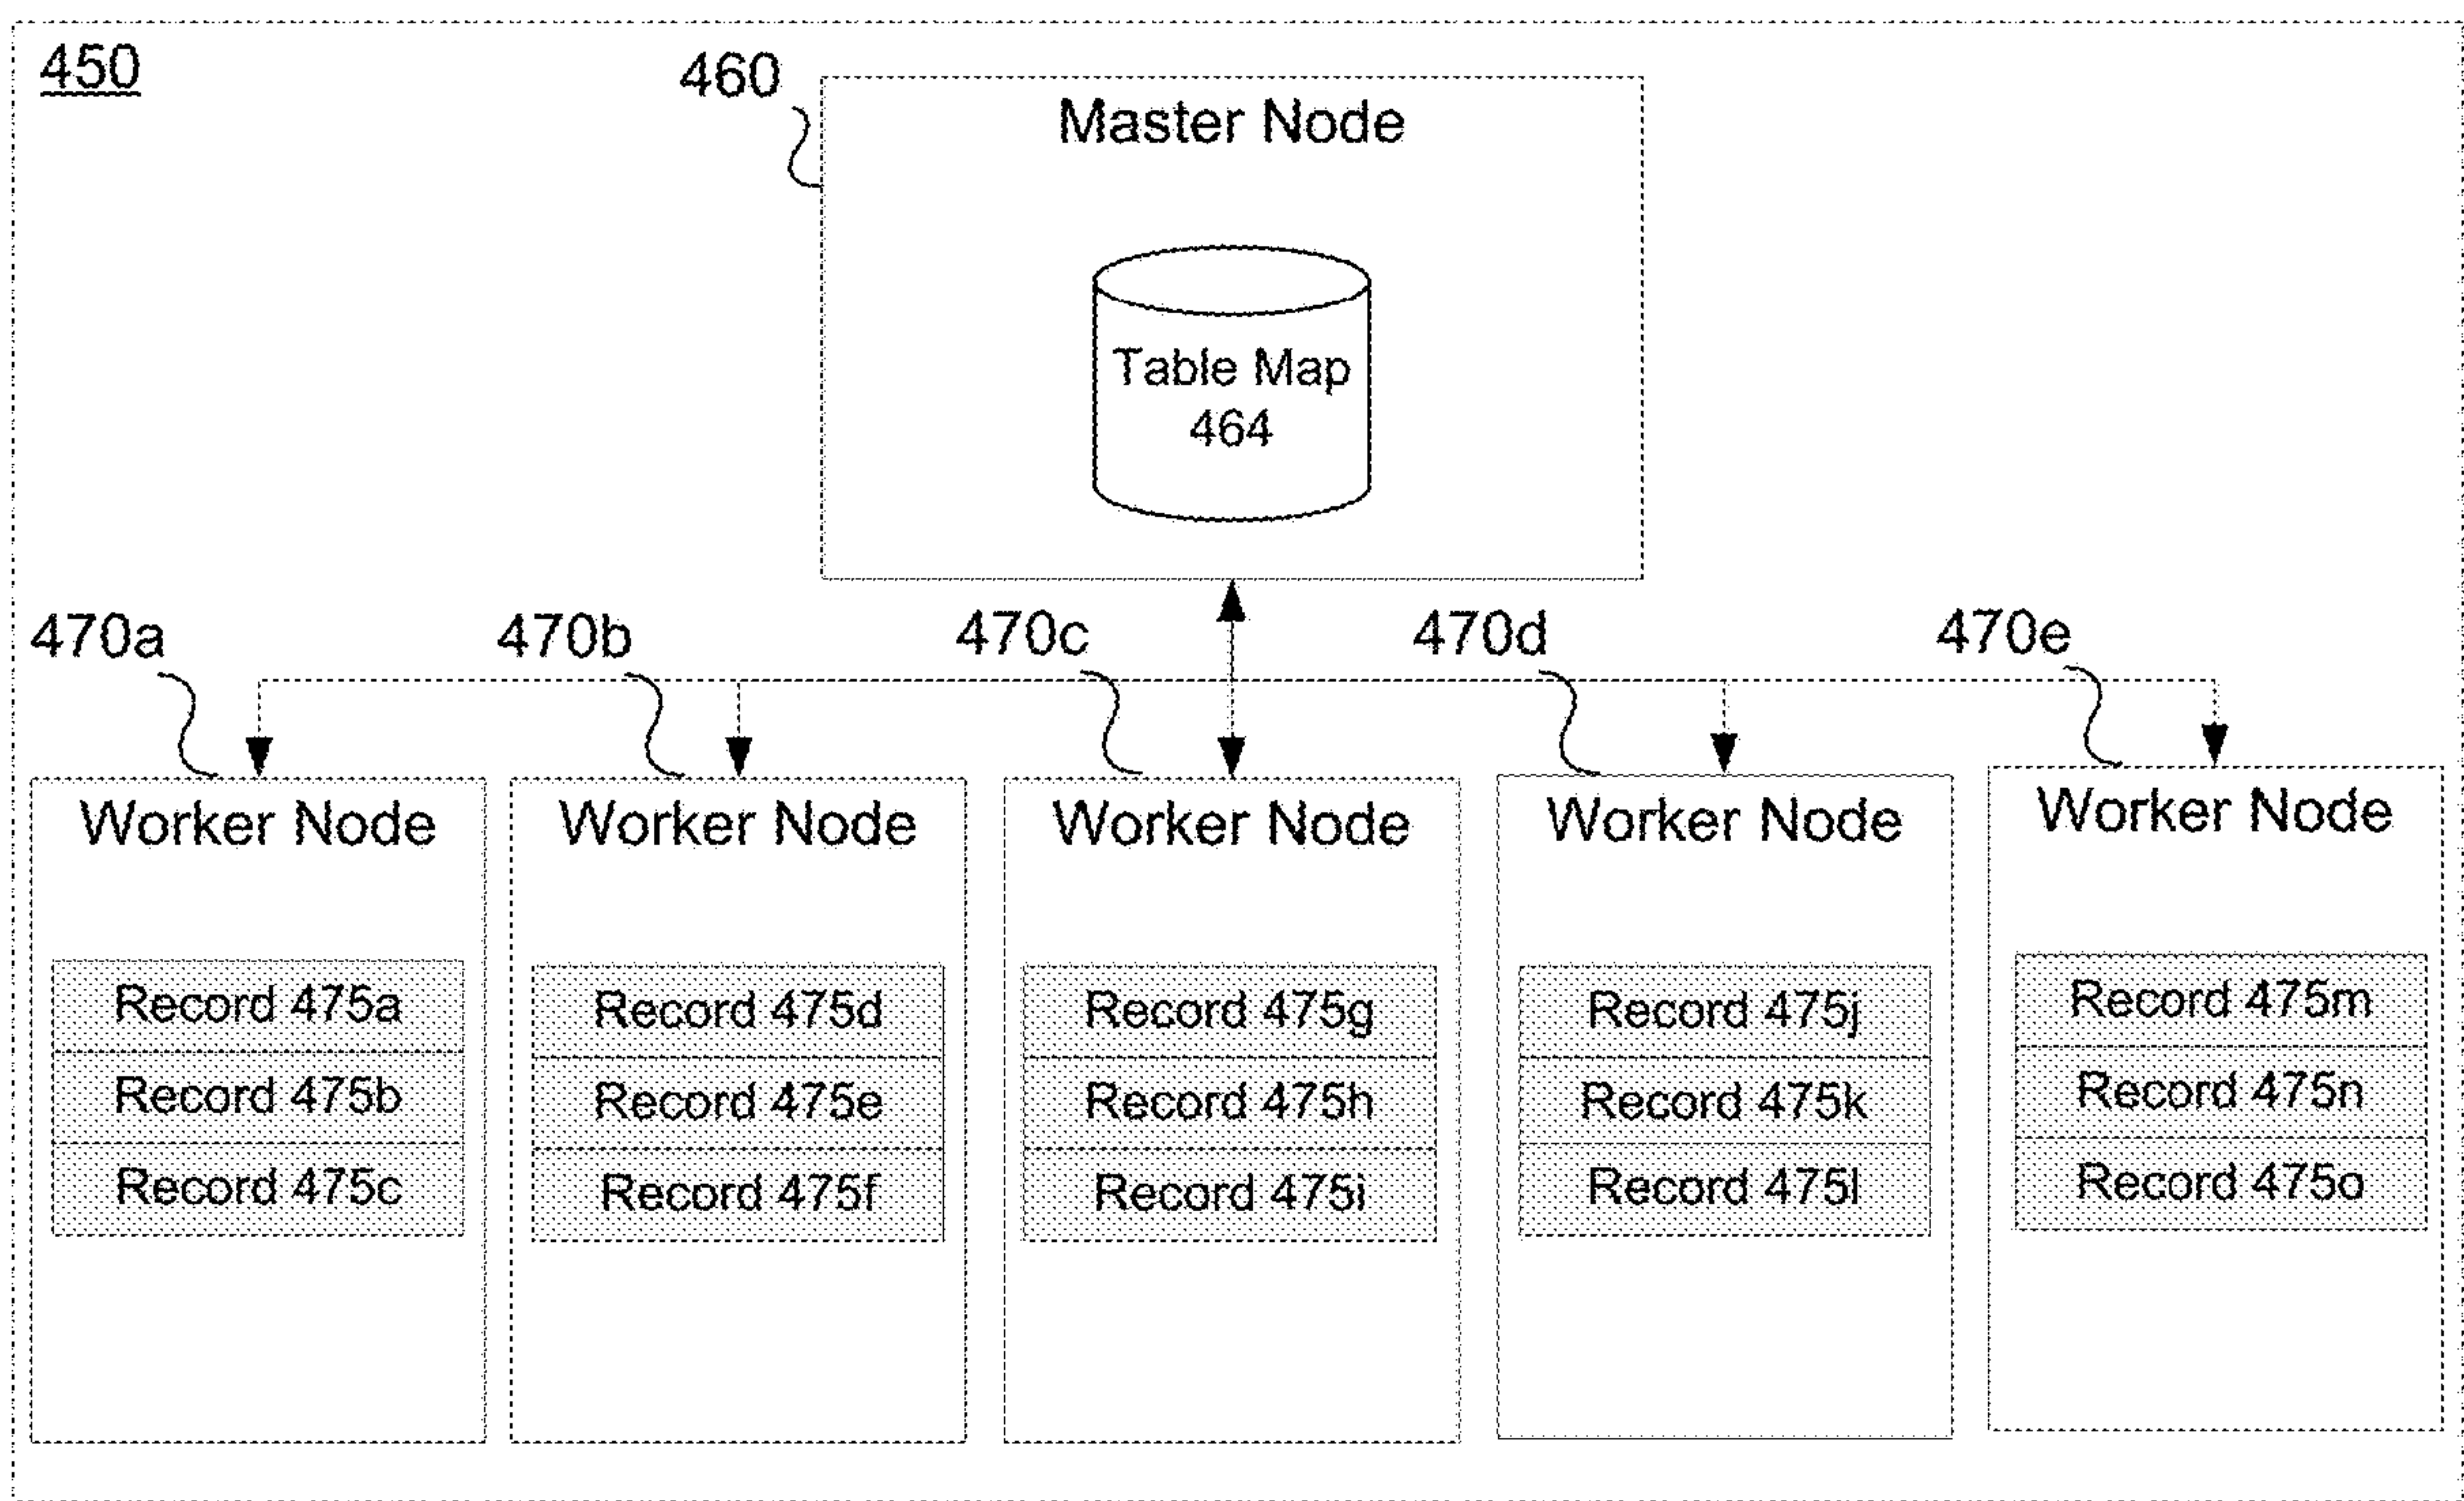 450
460
Master Node
Table Map
464
470a
470b
470c
470d
470e
Worker Node
Record 475a
Record 475b
Record 475c
Worker Node
Record 475d
Record 475e
Record 475f
Worker Node
Record 475g
Record 475h
Record 475i
Worker Node
Record 475j
Record 475k
Record 475l
Worker Node
Record 475m
Record 475n
Record 475o